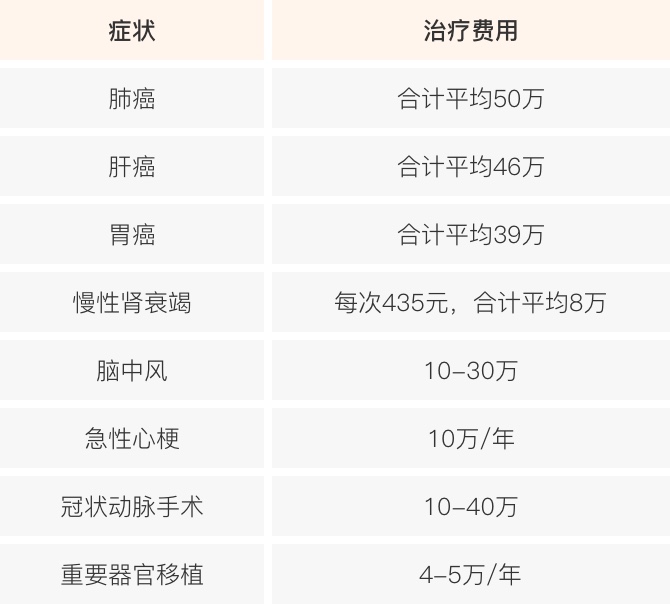 症状 治疗费用
肺癌 合计平均50万
肝癌 合计平均46万
胃癌 合计平均39万
慢性肾衰竭 每次435元，合计平均8万
脑中风 10–30万
急性心梗 10万/年
冠状动脉手术 10–40万
重要器官移植 4–5万/年